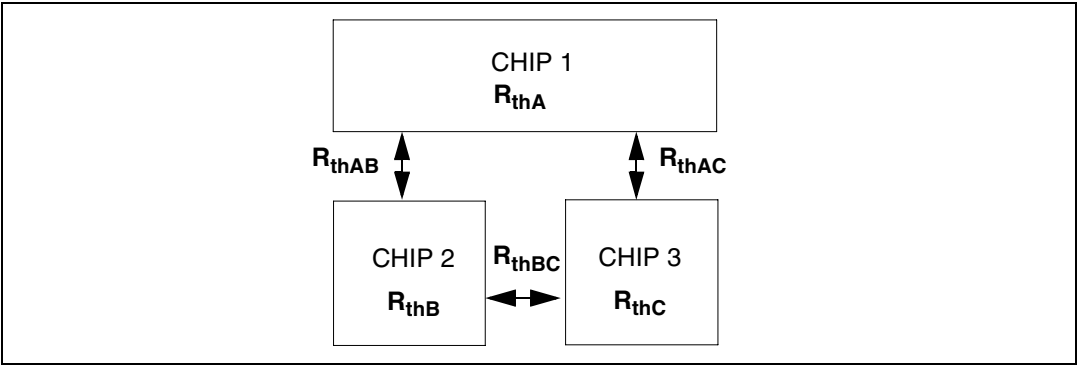 CHIP 1
RthA
RthAB
RthAC
CHIP 2
RthB
RthBC
CHIP 3
RthC